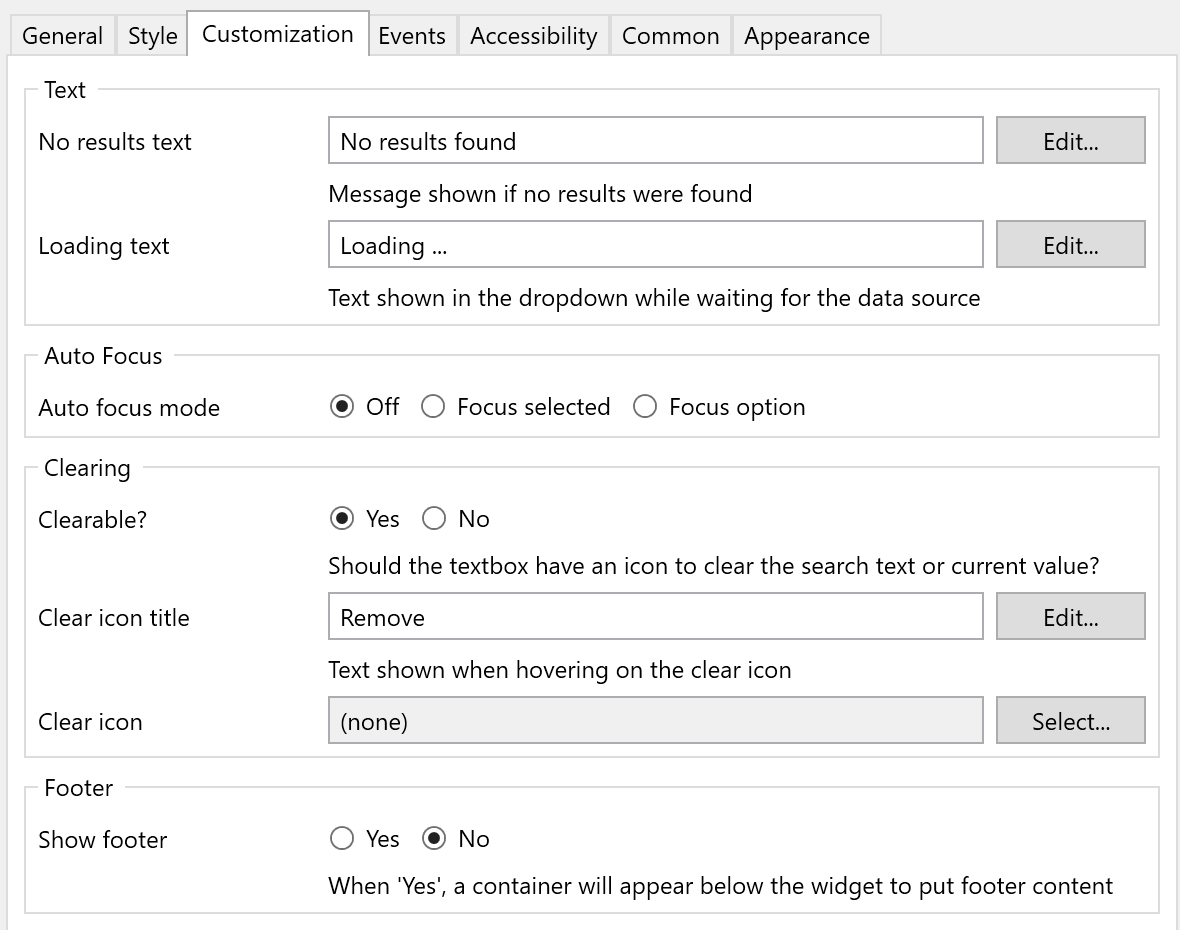 General Style Customization Events Accessibility Common Appearance
Text
No results text No results found Edit...
Message shown if no results were found
Loading text Loading ... Edit...
Text shown in the dropdown while waiting for the data source
Auto Focus
Auto focus mode Off Focus selected Focus option
Clearing
Clearable? Yes No
Should the textbox have an icon to clear the search text or current value?
Clear icon title Remove Edit...
Text shown when hovering on the clear icon
Clear icon (none) Select...
Footer
Show footer Yes No
When 'Yes', a container will appear below the widget to put footer content